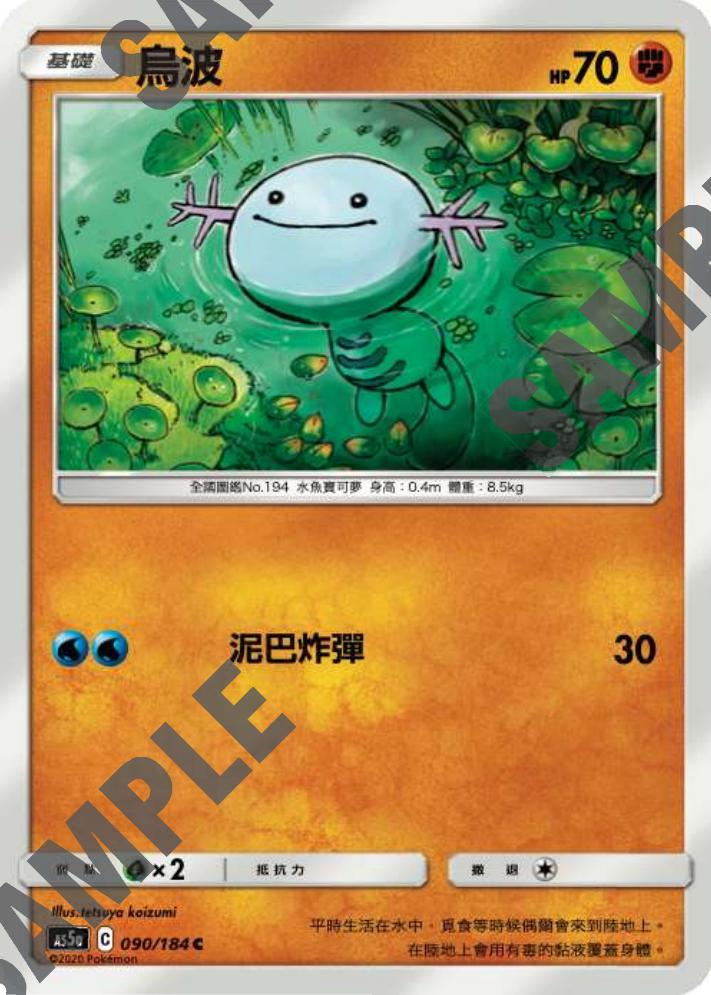 基礎
烏波
HP70
全國圖鑑No.194 水魚寶可夢 身高：0.4m 體重：8.5kg
泥巴炸彈 30
弱點 ×2 抵抗力 撤退
Illus.tetsuya koizumi
C 090/184 C
©2020 Pokémon
平時生活在水中。覓食等時候偶爾會來到陸地上。
在陸地上會用有毒的黏液覆蓋身體。
SAMPLE
SAMPLE
SAMPLE
SAMPLE